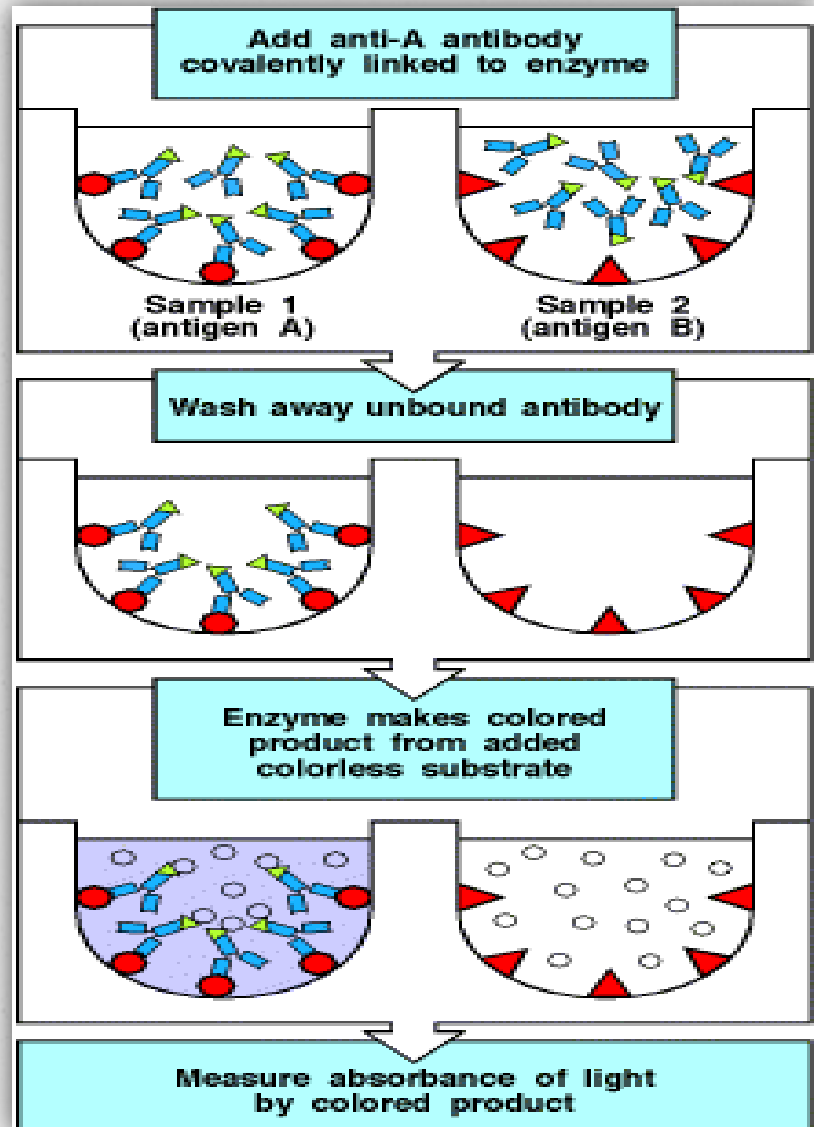 Add anti-A antibody
covalently linked to enzyme
Sample 1
(antigen A)
Sample 2
(antigen B)
Wash away unbound antibody
Enzyme makes colored
product from added
colorless substrate
Measure absorbance of light
by colored product